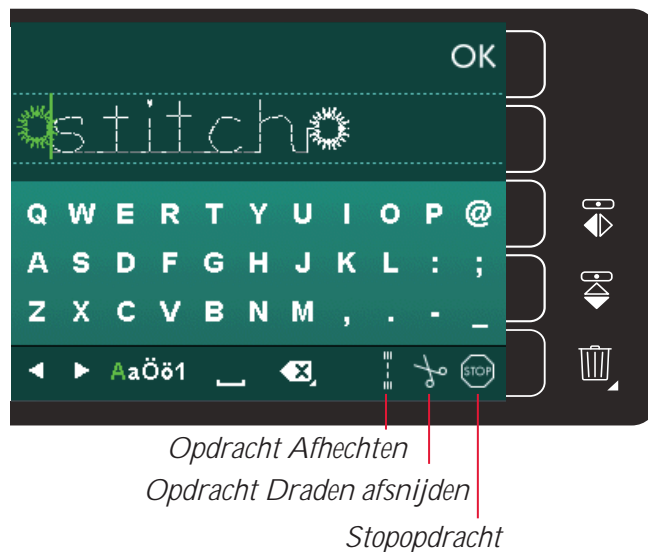 OK
stitch
Q W E R T Y U I O P @
A S D F G H J K L : ;
Z X C V B N M , . - _
AaÖö1 STOP
Opdracht Afhechten
Opdracht Draden afsnijden
Stopopdracht